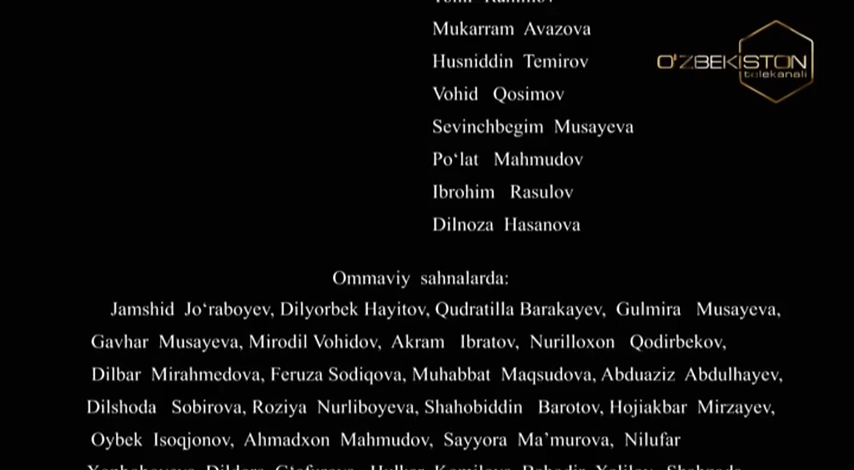 Mukarram Avazova
Husniddin Temirov
O'ZBEKISTON
telekanali
Vohid Qosimov
Sevinchbegim Musayeva
Po‘lat Mahmudov
Ibrohim Rasulov
Dilnoza Hasanova
Ommaviy sahnalarda:
Jamshid Jo‘raboyev, Dilyorbek Hayitov, Qudratilla Barakayev, Gulmira Musayeva,
Gavhar Musayeva, Mirodil Vohidov, Akram Ibratov, Nurilloxon Qodirbekov,
Dilbar Mirahmedova, Feruza Sodiqova, Muhabbat Maqsudova, Abduaziz Abdulhayev,
Dilshoda Sobirova, Roziya Nurliboyeva, Shahobiddin Barotov, Hojiakbar Mirzayev,
Oybek Isoqjonov, Ahmadxon Mahmudov, Sayyora Ma’murova, Nilufar